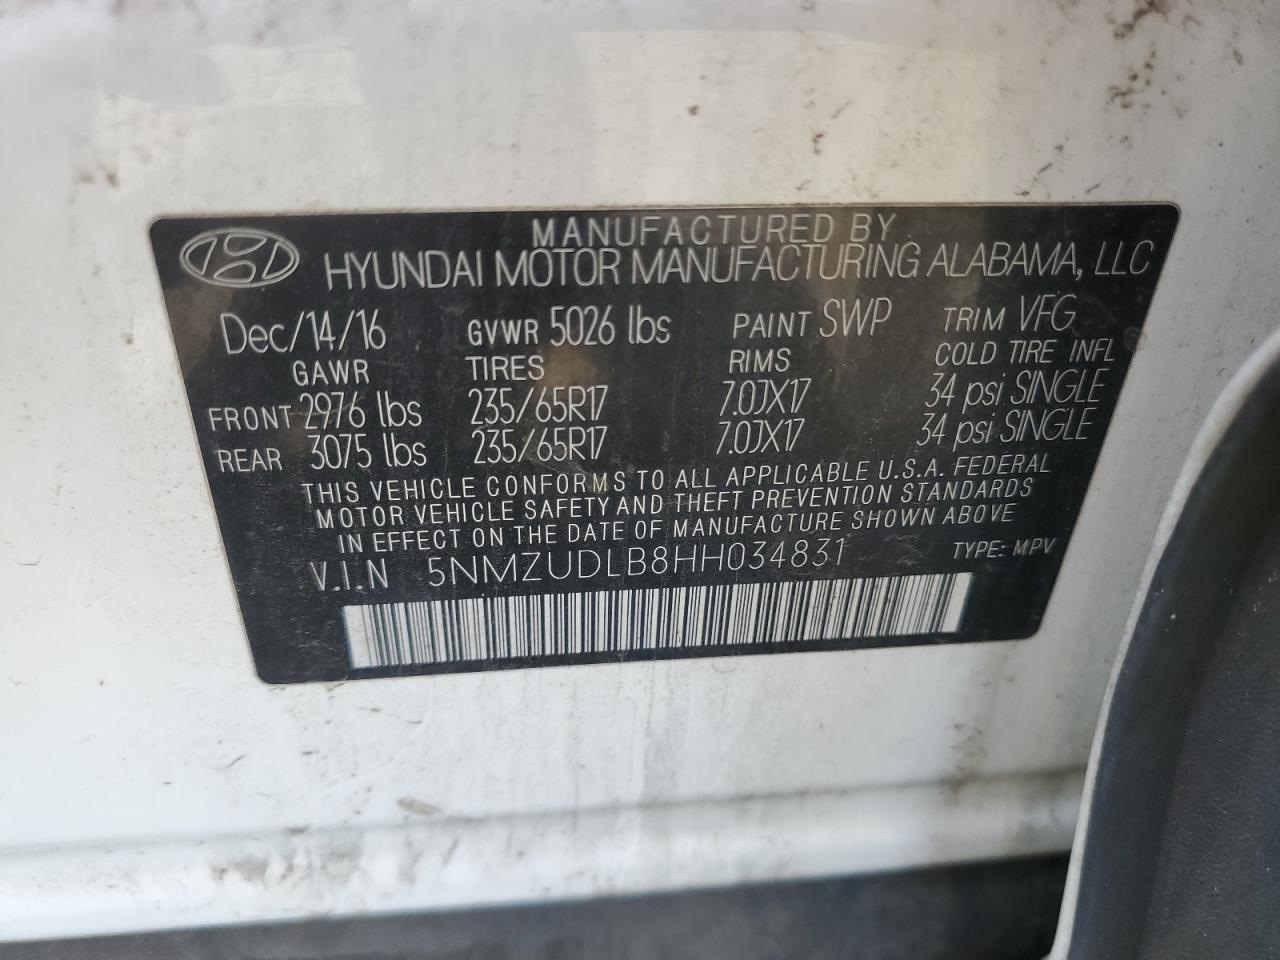 MANUFACTURED BY
HYUNDAI MOTOR MANUFACTURING ALABAMA, LLC
Dec/14/16 GVWR 5026 lbs PAINT SWP TRIM VFG
GAWR TIRES RIMS COLD TIRE INFL
FRONT 2976 lbs 235/65R17 7.0JX17 34 psi SINGLE
REAR 3075 lbs 235/65R17 7.0JX17 34 psi SINGLE
THIS VEHICLE CONFORMS TO ALL APPLICABLE U.S.A. FEDERAL
MOTOR VEHICLE SAFETY AND THEFT PREVENTION STANDARDS
IN EFFECT ON THE DATE OF MANUFACTURE SHOWN ABOVE
V.I.N 5NMZUDLB8HH034831 TYPE: MPV